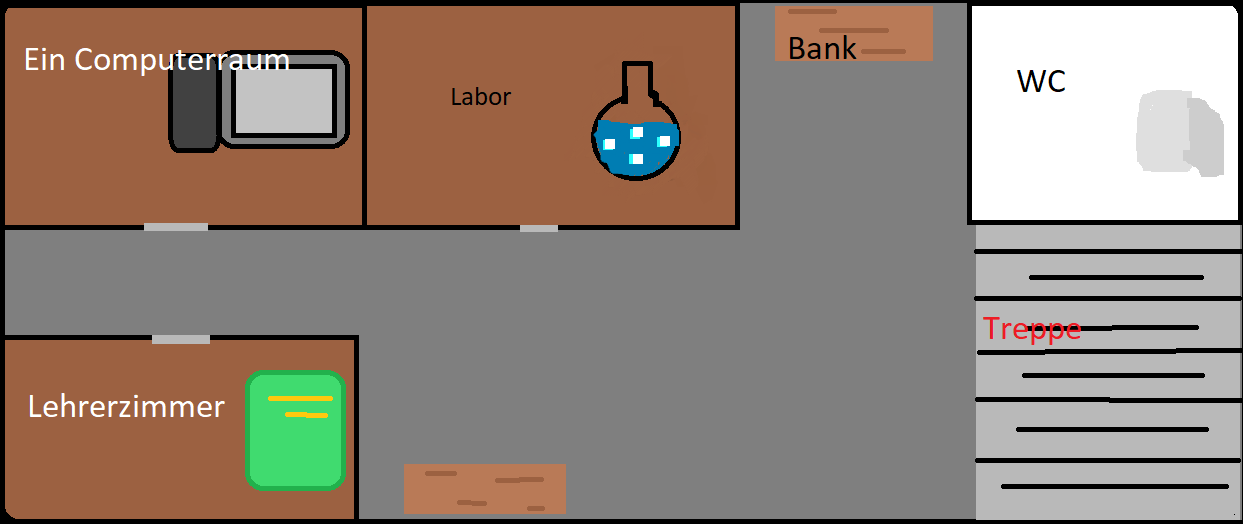 Ein Computerraum
Labor
Bank
WC
Treppe
Lehrerzimmer